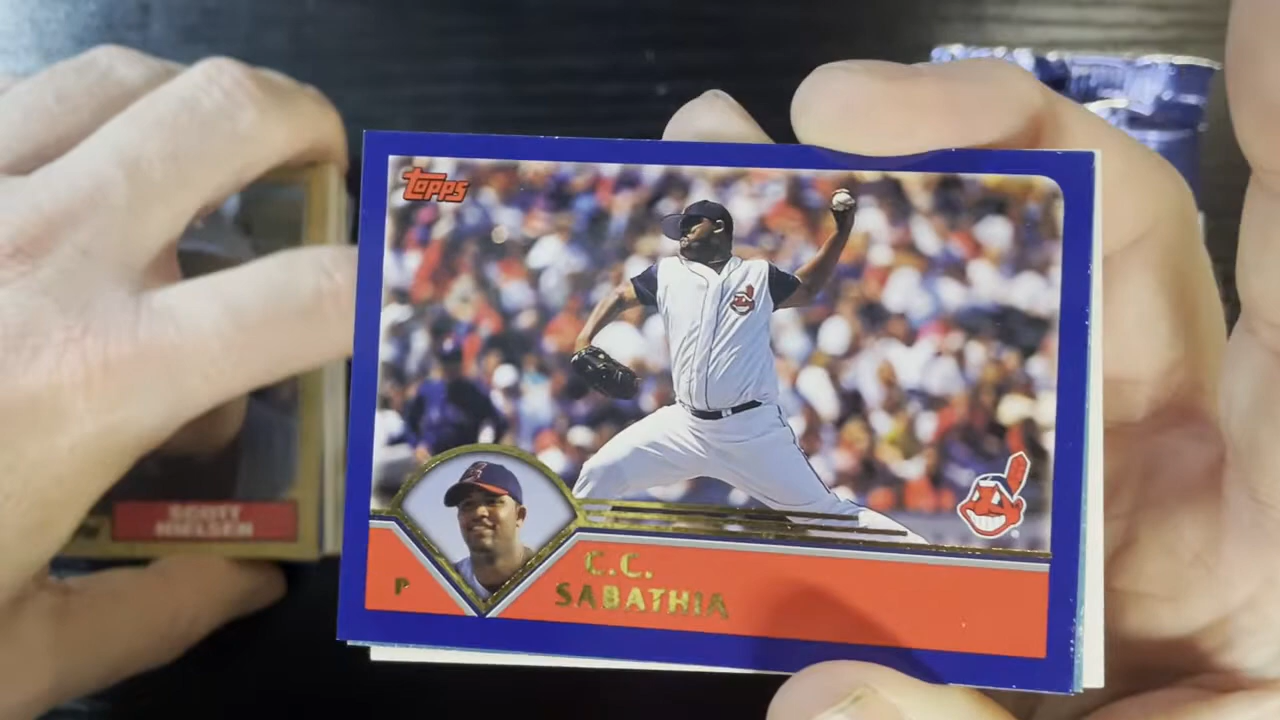 Topps
P
C.C.
SABATHIA
SCOTT
NIELSEN